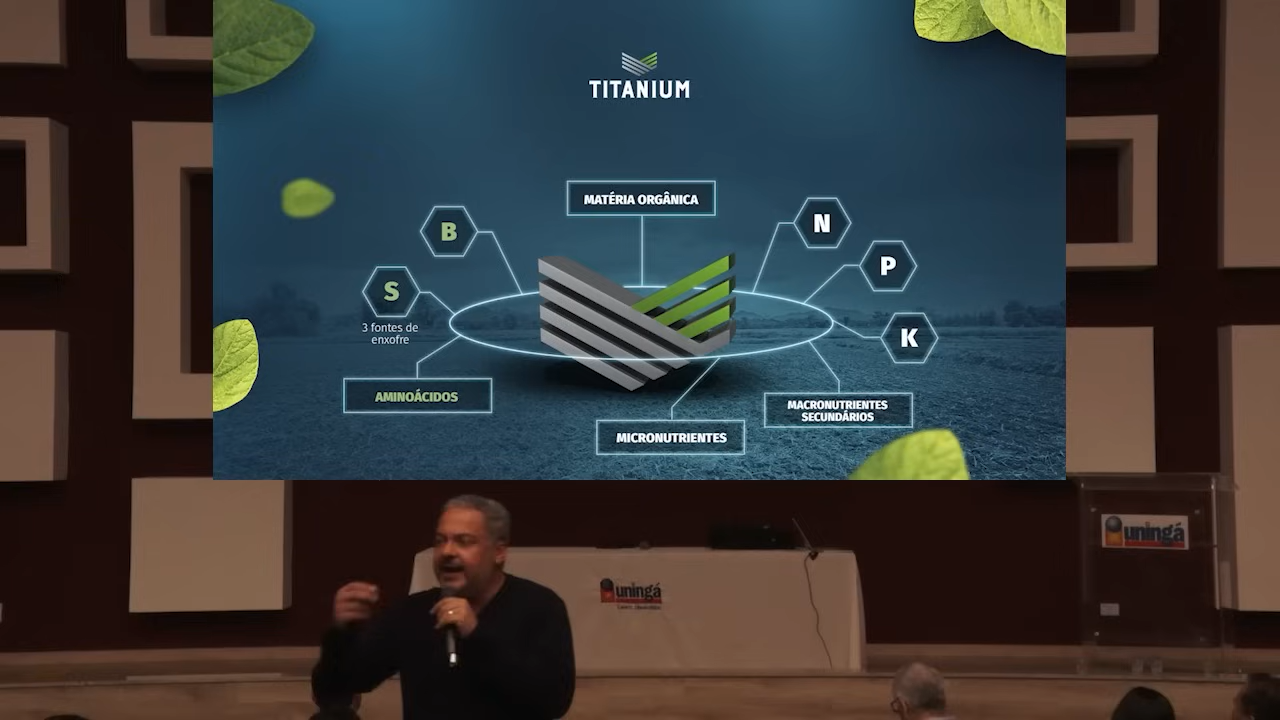 TITANIUM
MATÉRIA ORGÂNICA
B
N
P
S
3 fontes de
enxofre
K
AMINOÁCIDOS
MACRONUTRIENTES
SECUNDÁRIOS
MICRONUTRIENTES
uningá
uningá